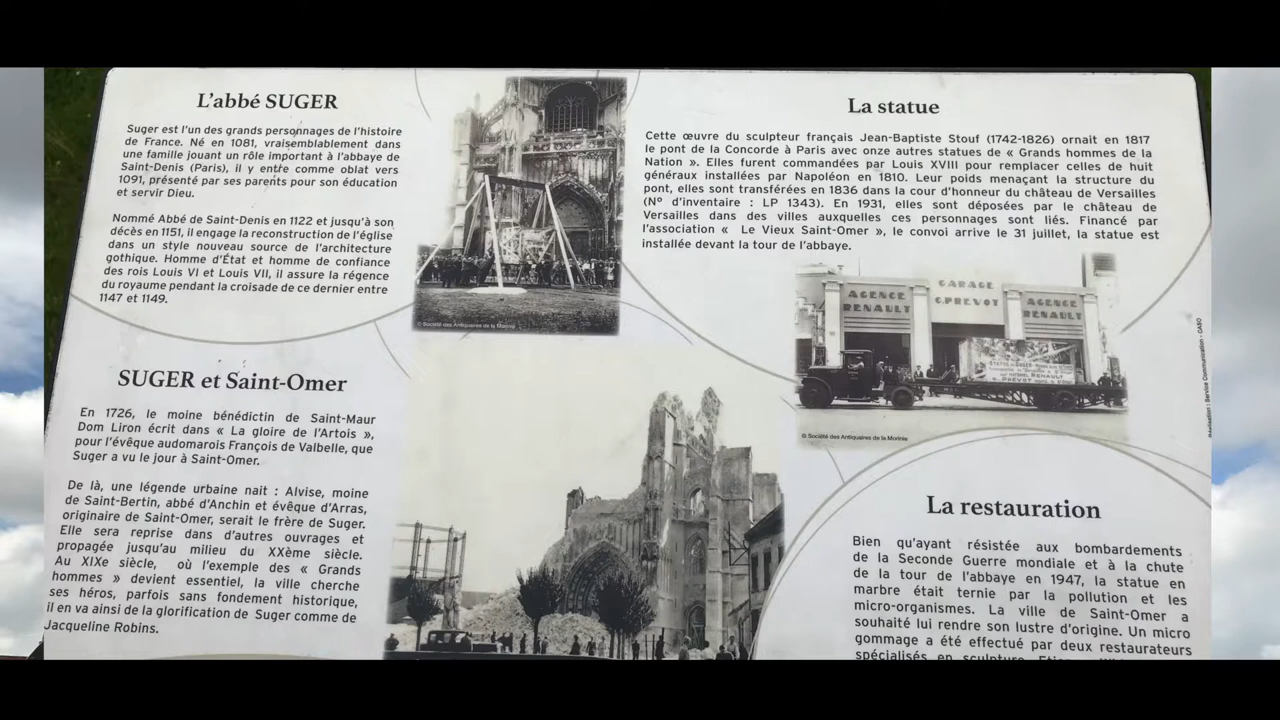 L'abbé SUGER
Suger est l'un des grands personnages de l'histoire
de France. Né en 1081, vraisemblablement dans
une famille jouant un rôle important à l'abbaye de
Saint-Denis (Paris), il y entre comme oblat vers
1091, présenté par ses parents pour son éducation
et servir Dieu.
Nommé Abbé de Saint-Denis en 1122 et jusqu'à son
décès en 1151, il engage la reconstruction de l'église
dans un style nouveau source de l'architecture
gothique. Homme d'État et homme de confiance
des rois Louis VI et Louis VII, il assure la régence
du royaume pendant la croisade de ce dernier entre
1147 et 1149.
© Société des Antiquaires de la Morinie
La statue
Cette œuvre du sculpteur français Jean-Baptiste Stouf (1742-1826) ornait en 1817
le pont de la Concorde à Paris avec onze autres statues de « Grands hommes de la
Nation ». Elles furent commandées par Louis XVIII pour remplacer celles de huit
généraux installées par Napoléon en 1810. Leur poids menaçant la structure du
pont, elles sont transférées en 1836 dans la cour d'honneur du château de Versailles
(N° d'inventaire : LP 1343). En 1931, elles sont déposées par le château de
Versailles dans des villes auxquelles ces personnages sont liés. Financé par
l'association « Le Vieux Saint-Omer », le convoi arrive le 31 juillet, la statue est
installée devant la tour de l'abbaye.
GARAGE
G.PREVOT
AGENCE
RENAULT
AGENCE
RENAULT
RENAULT
PREVOT
© Société des Antiquaires de la Morinie
Réalisation : Service Communication - CASO
SUGER et Saint-Omer
En 1726, le moine bénédictin de Saint-Maur
Dom Liron écrit dans « La gloire de l'Artois »,
pour l'évêque audomarois François de Valbelle, que
Suger a vu le jour à Saint-Omer.
De là, une légende urbaine nait : Alvise, moine
de Saint-Bertin, abbé d'Anchin et évêque d'Arras,
originaire de Saint-Omer, serait le frère de Suger.
Elle sera reprise dans d'autres ouvrages et
propagée jusqu'au milieu du XXème siècle.
Au XIXe siècle, où l'exemple des « Grands
hommes » devient essentiel, la ville cherche
ses héros, parfois sans fondement historique,
il en va ainsi de la glorification de Suger comme de
Jacqueline Robins.
La restauration
Bien qu'ayant résistée aux bombardements
de la Seconde Guerre mondiale et à la chute
de la tour de l'abbaye en 1947, la statue en
marbre était ternie par la pollution et les
micro-organismes. La ville de Saint-Omer a
souhaité lui rendre son lustre d'origine. Un micro
gommage a été effectué par deux restaurateurs
spécialisés en sculpture,